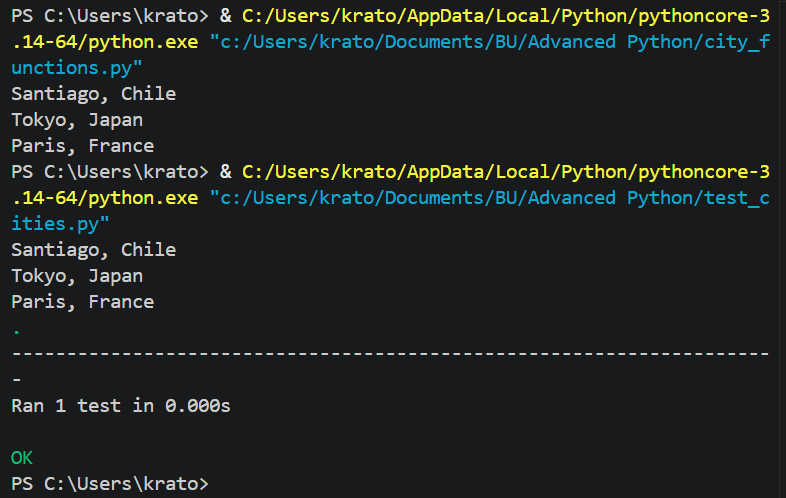 PS C:\Users\krato> & C:/Users/krato/AppData/Local/Python/pythoncore-3
.14-64/python.exe "c:/Users/krato/Documents/BU/Advanced Python/city_f
unctions.py"
Santiago, Chile
Tokyo, Japan
Paris, France
PS C:\Users\krato> & C:/Users/krato/AppData/Local/Python/pythoncore-3
.14-64/python.exe "c:/Users/krato/Documents/BU/Advanced Python/test_c
ities.py"
Santiago, Chile
Tokyo, Japan
Paris, France
.
---------------------------------------------------------------------
-
Ran 1 test in 0.000s
OK
PS C:\Users\krato>